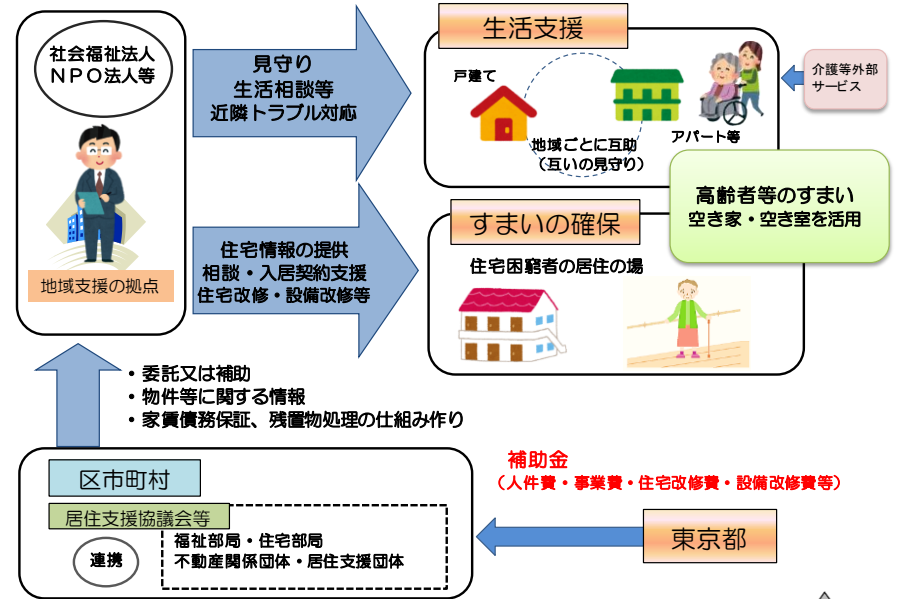 社会福祉法人
ＮＰＯ法人等
地域支援の拠点
見守り
生活相談等
近隣トラブル対応
住宅情報の提供
相談・入居契約支援
住宅改修・設備改修等
生活支援
戸建て
地域ごとに互助
（互いの見守り）
アパート等
介護等外部
サービス
高齢者等のすまい
空き家・空き室を活用
すまいの確保
住宅困窮者の居住の場
・委託又は補助
・物件等に関する情報
・家賃債務保証、残置物処理の仕組み作り
区市町村
居住支援協議会等
連携
福祉部局・住宅部局
不動産関係団体・居住支援団体
補助金
（人件費・事業費・住宅改修費・設備改修費等）
東京都